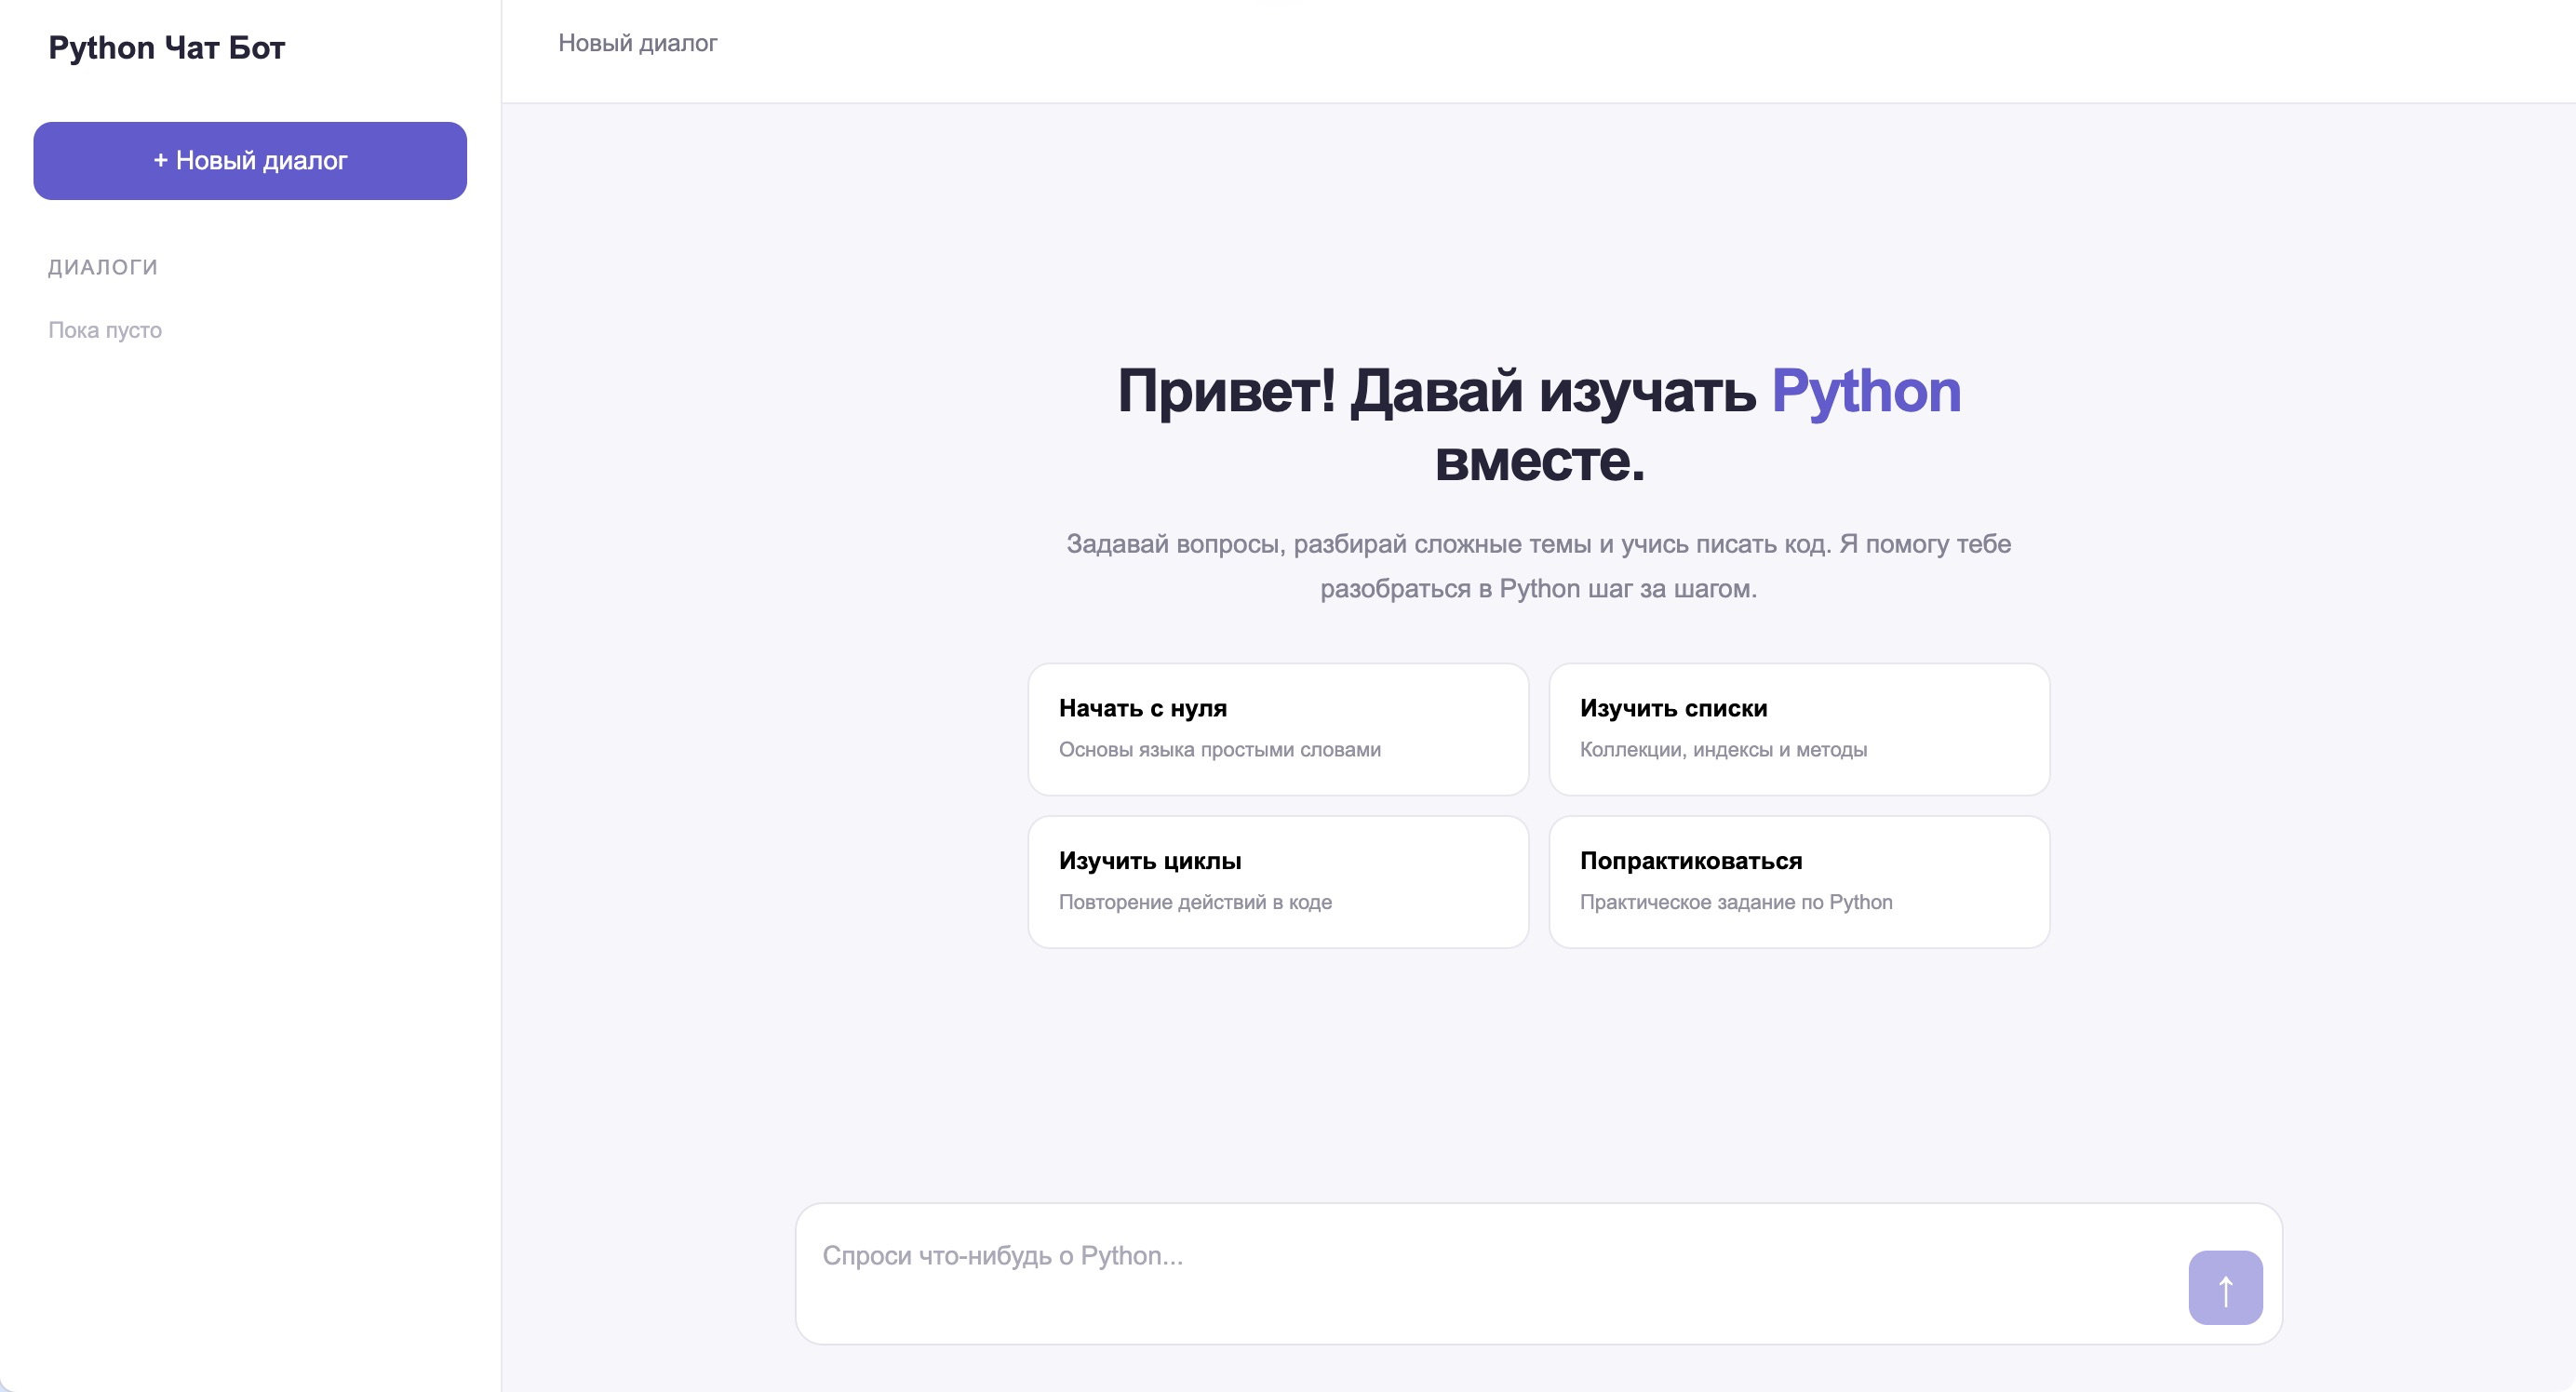 Python Чат Бот
+ Новый диалог
ДИАЛОГИ
Пока пусто
Новый диалог
Привет! Давай изучать Python
вместе.
Задавай вопросы, разбирай сложные темы и учись писать код. Я помогу тебе
разобраться в Python шаг за шагом.
Начать с нуля
Основы языка простыми словами
Изучить списки
Коллекции, индексы и методы
Изучить циклы
Повторение действий в коде
Попрактиковаться
Практическое задание по Python
Спроси что-нибудь о Python...
↑